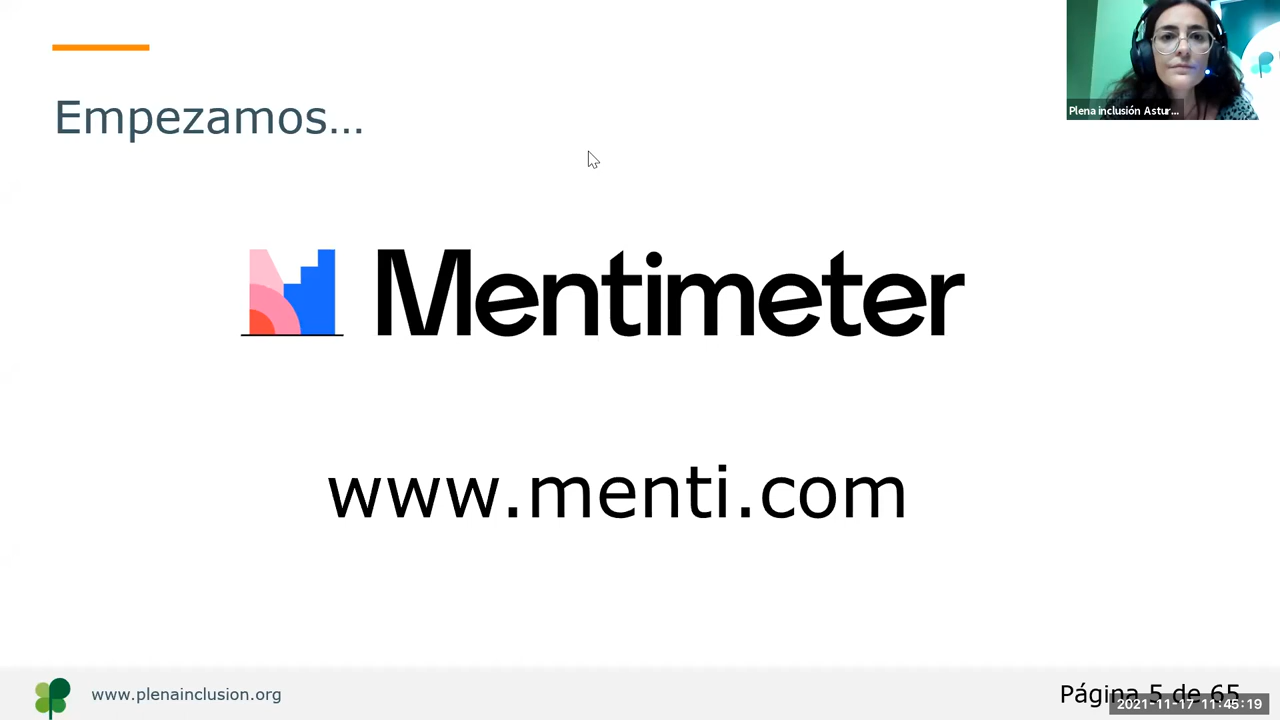 Empezamos...
Plena inclusión Astur...
Mentimeter
www.menti.com
www.plenainclusion.org
Página 5 de 65
2021-11-17 11:45:19